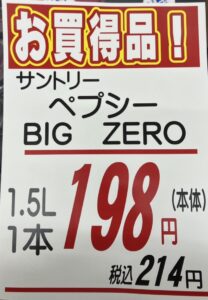 お買得品！
サントリー
ペプシー
BIG ZERO
1.5L
1本
198円
(本体)
税込214円